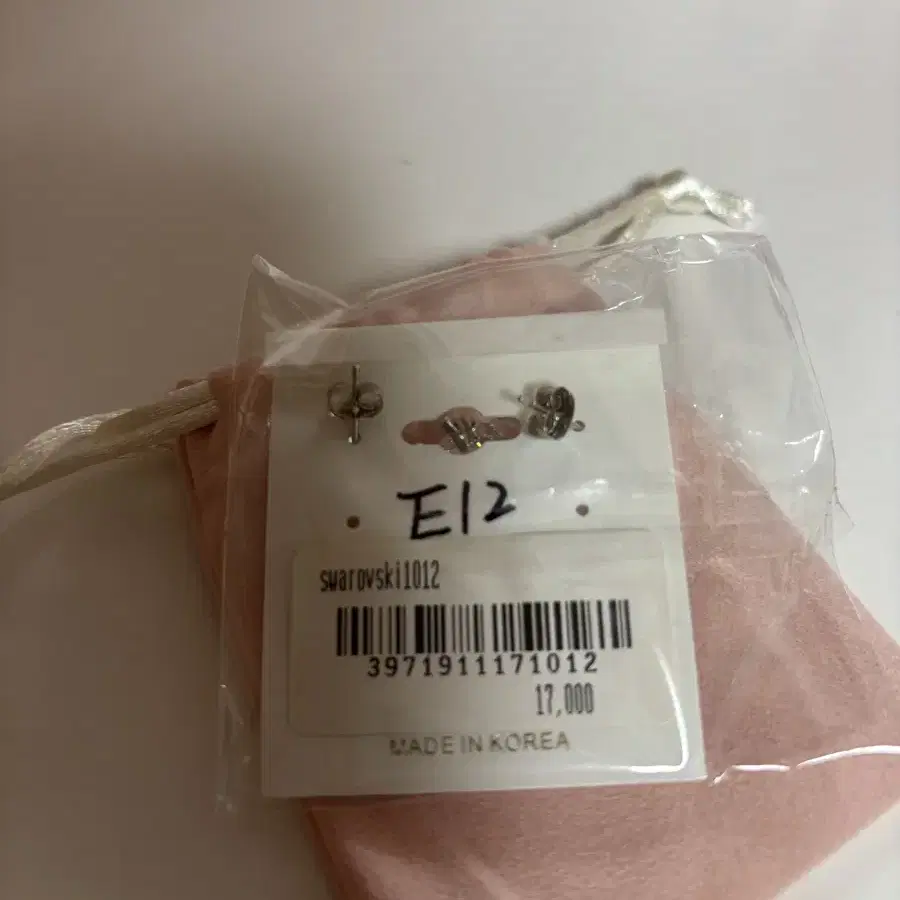 E12
swarovski1012
3971911171012
17,000
MADE IN KOREA